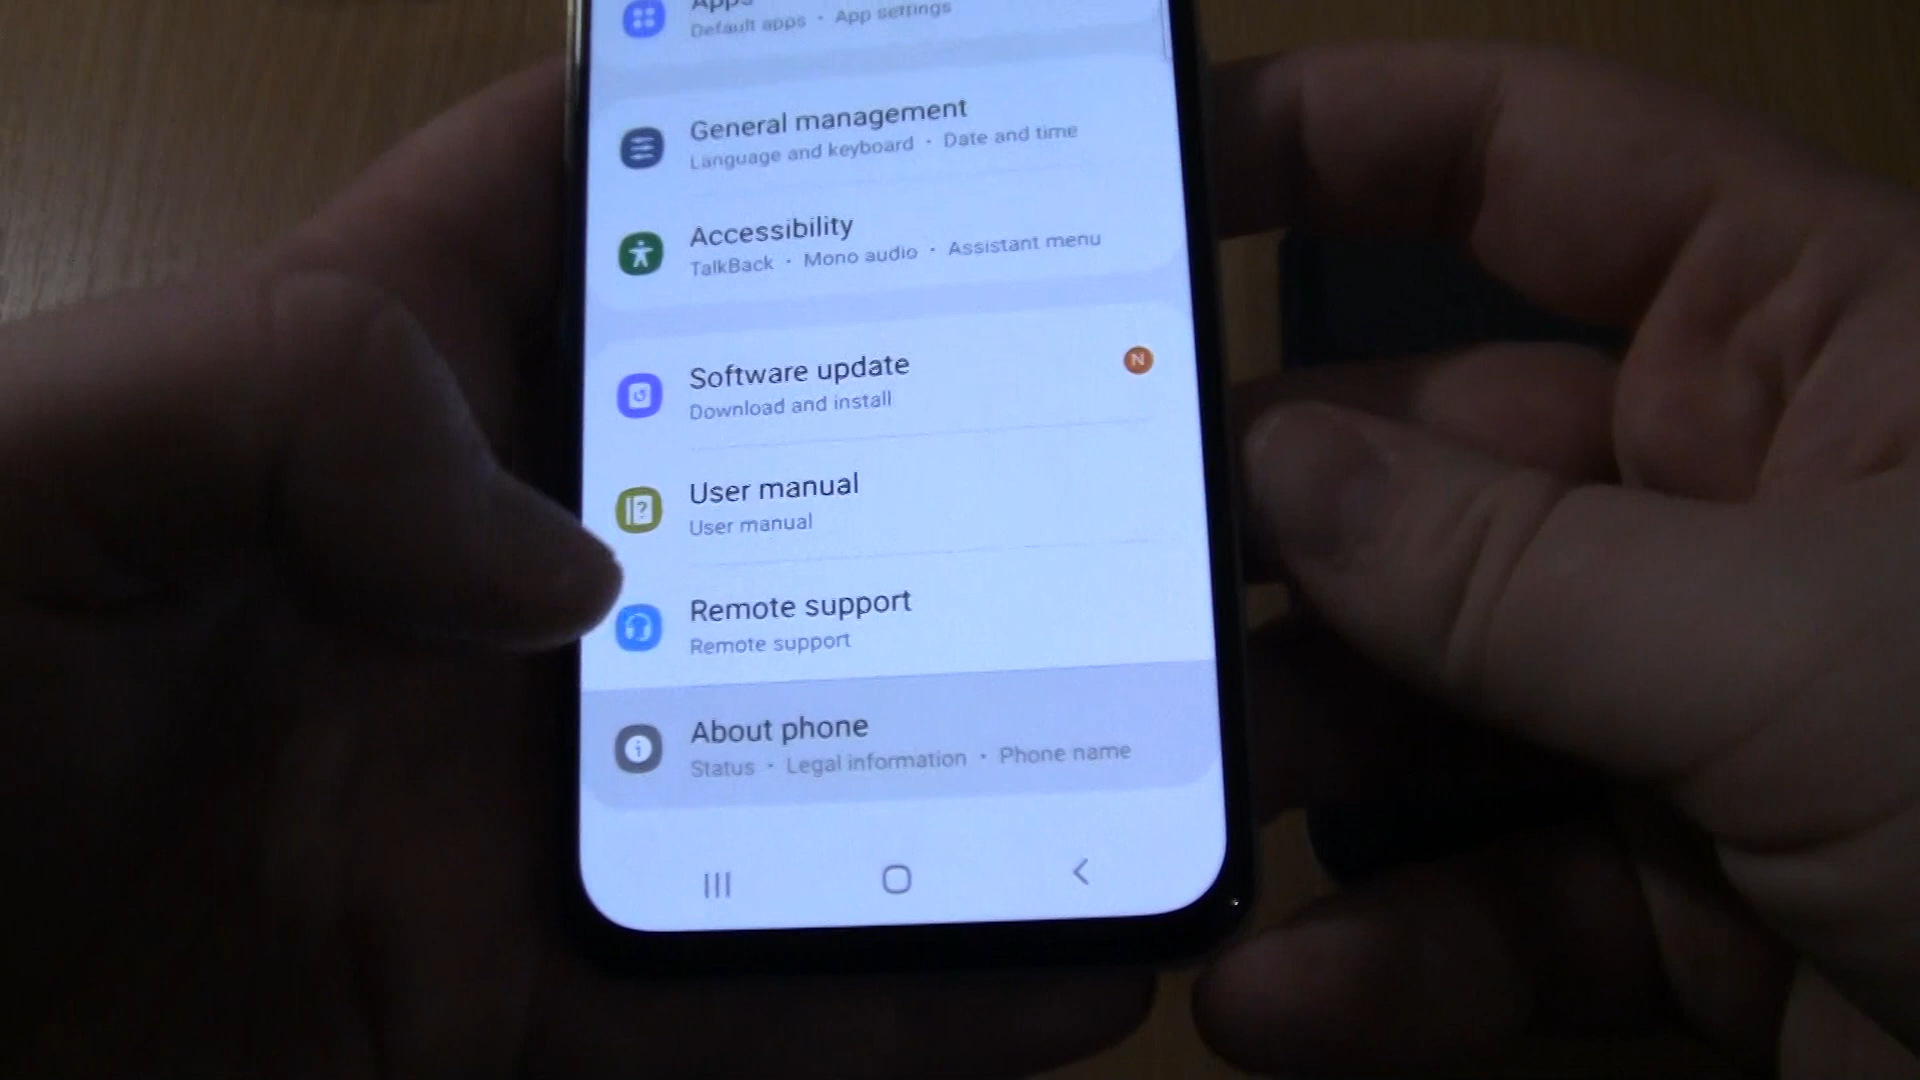 Apps
Default apps • App settings
General management
Language and keyboard • Date and time
Accessibility
TalkBack • Mono audio • Assistant menu
Software update
N
Download and install
User manual
User manual
Remote support
Remote support
About phone
Status • Legal information • Phone name